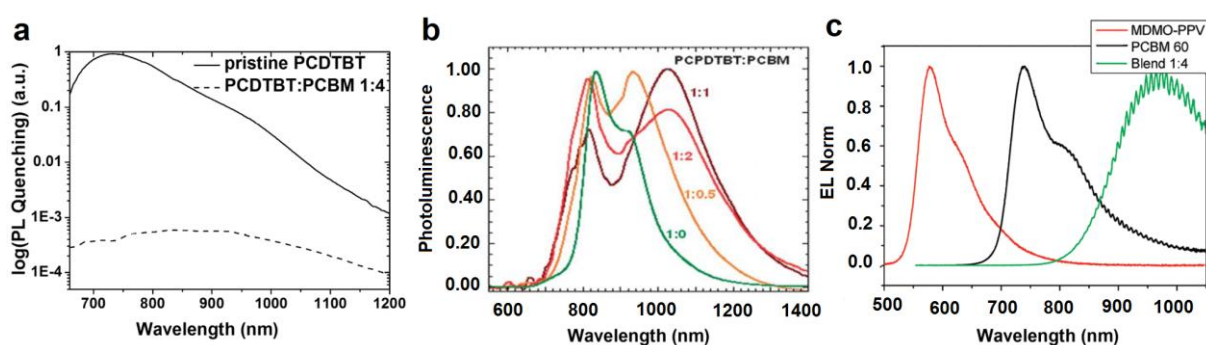 a
log(PL Quenching) (a.u.)
1
0.1
0.01
1E-3
1E-4
pristine PCDTBT
PCDTBT:PCBM 1:4
700 800 900 1000 1100 1200
Wavelength (nm)
b
Photoluminescence
1.00
0.80
0.60
0.40
0.20
0.00
PCPDTBT:PCBM
1:1
1:2
1:0.5
1:0
600 800 1000 1200 1400
Wavelength (nm)
c
EL Norm
1.0
0.8
0.6
0.4
0.2
0.0
MDMO-PPV
PCBM 60
Blend 1:4
500 600 700 800 900 1000
Wavelength (nm)